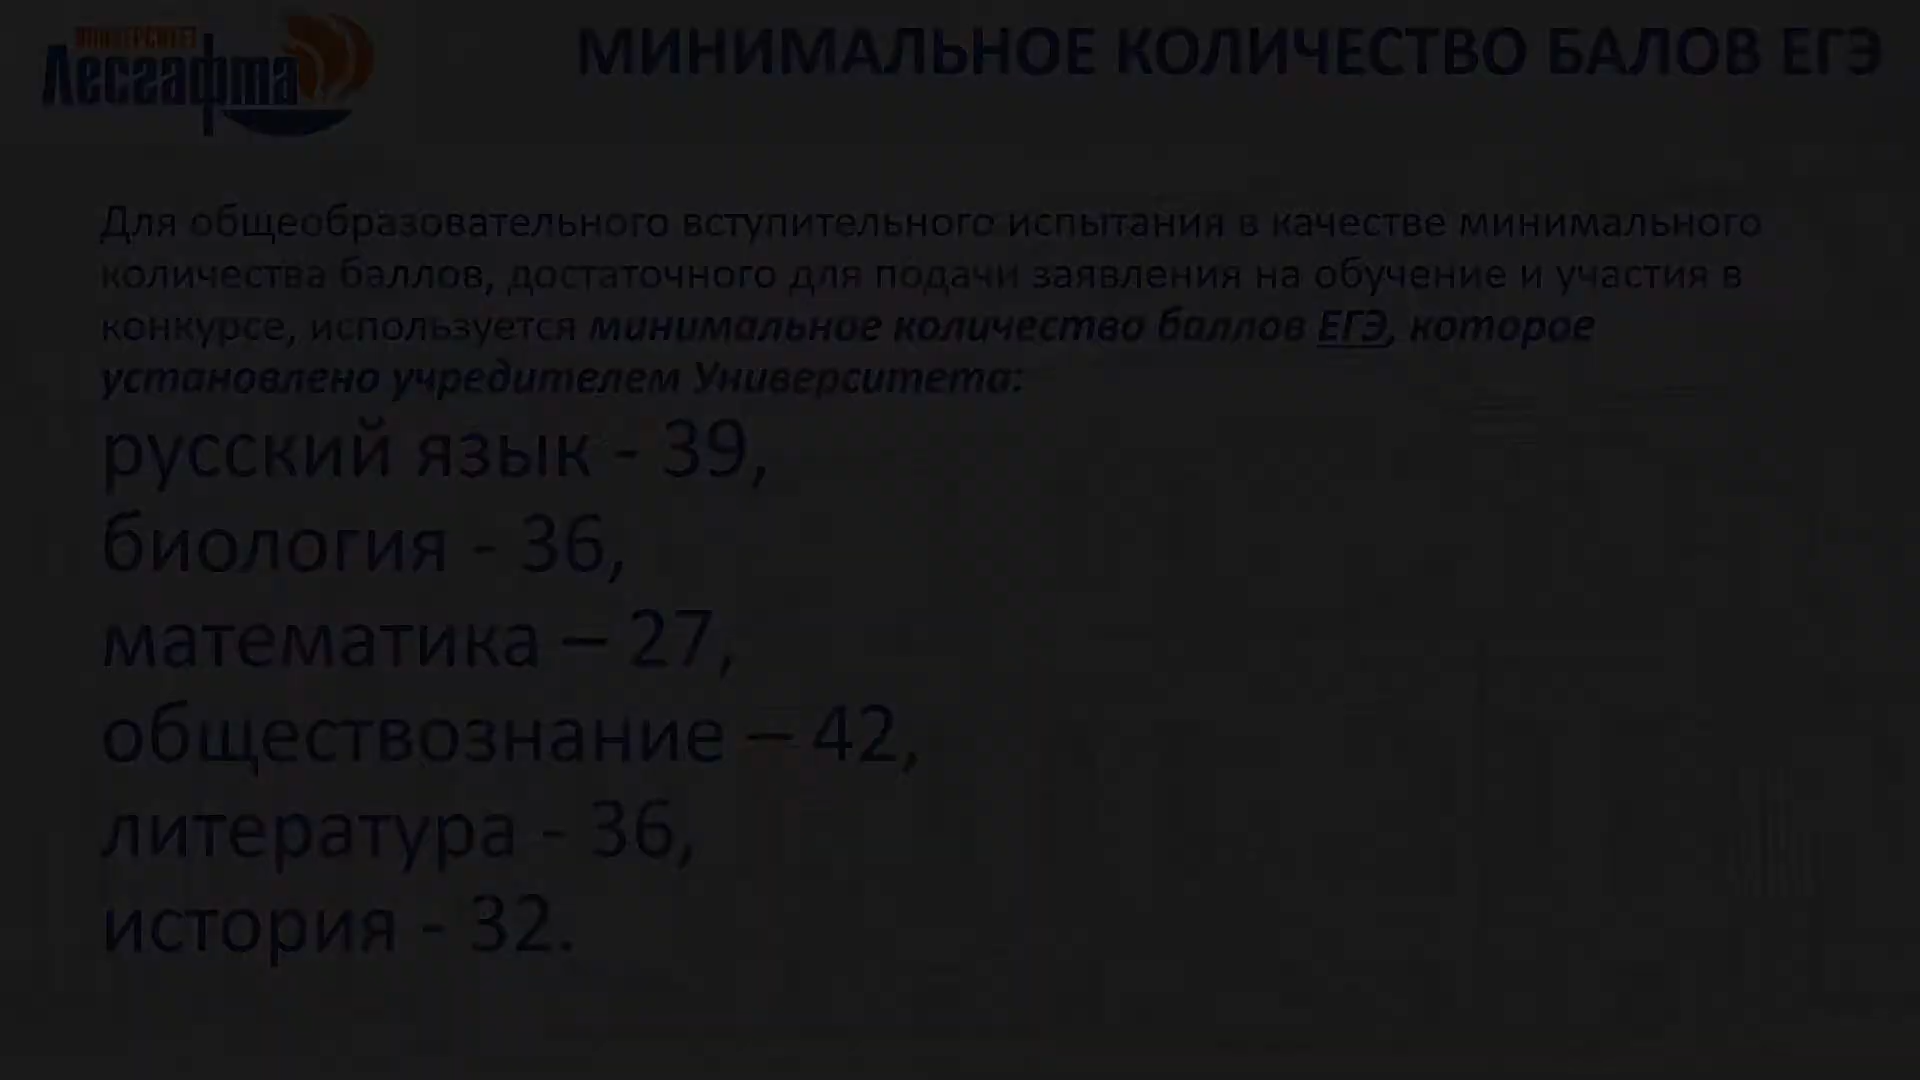 УНИВЕРСИТЕТ
Лесгафта
МИНИМАЛЬНОЕ КОЛИЧЕСТВО БАЛОВ ЕГЭ
Для общеобразовательного вступительного испытания в качестве минимального
количества баллов, достаточного для подачи заявления на обучение и участия в
конкурсе, используется минимальное количество баллов ЕГЭ, которое
установлено учредителем Университета:
русский язык - 39,
биология - 36,
математика – 27,
обществознание – 42,
литература - 36,
история - 32.